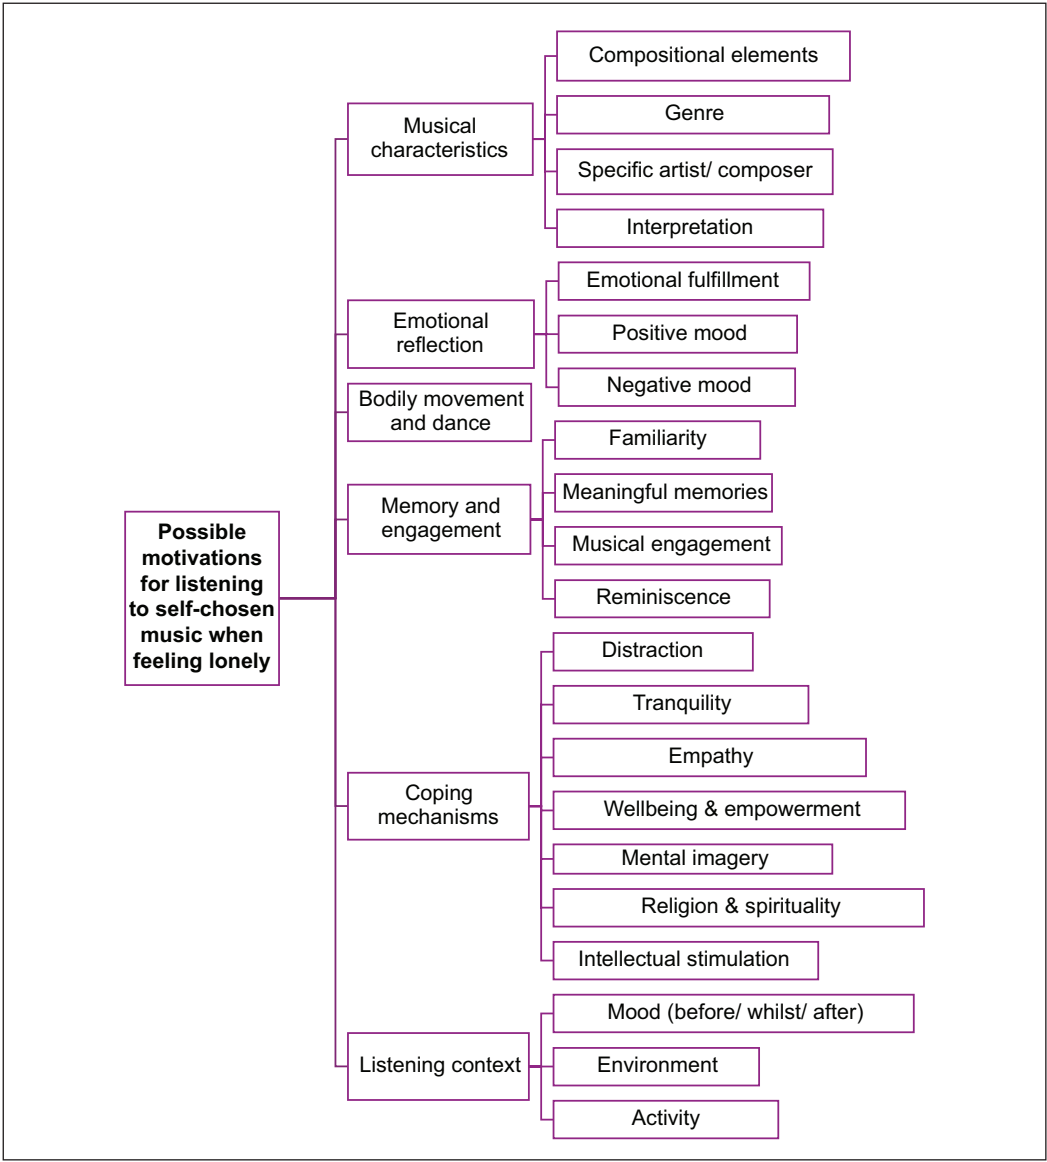 Possible
motivations
for listening
to self-chosen
music when
feeling lonely
Musical
characteristics
Compositional elements
Genre
Specific artist/ composer
Interpretation
Emotional
reflection
Emotional fulfillment
Positive mood
Negative mood
Bodily movement
and dance
Memory and
engagement
Familiarity
Meaningful memories
Musical engagement
Reminiscence
Coping
mechanisms
Distraction
Tranquility
Empathy
Wellbeing & empowerment
Mental imagery
Religion & spirituality
Intellectual stimulation
Listening context
Mood (before/ whilst/ after)
Environment
Activity